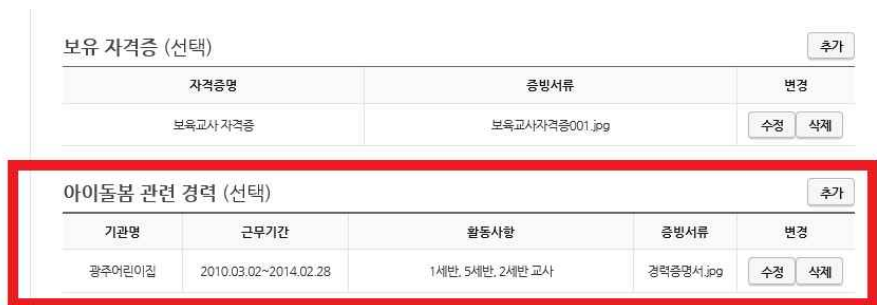 보유 자격증 (선택) 추가
자격증명 증빙서류 변경
보육교사 자격증 보육교사자격증001.jpg 수정 삭제
아이돌봄 관련 경력 (선택) 추가
기관명 근무기간 활동사항 증빙서류 변경
광주어린이집 2010.03.02~2014.02.28 1세반, 5세반, 2세반 교사 경력증명서.jpg 수정 삭제